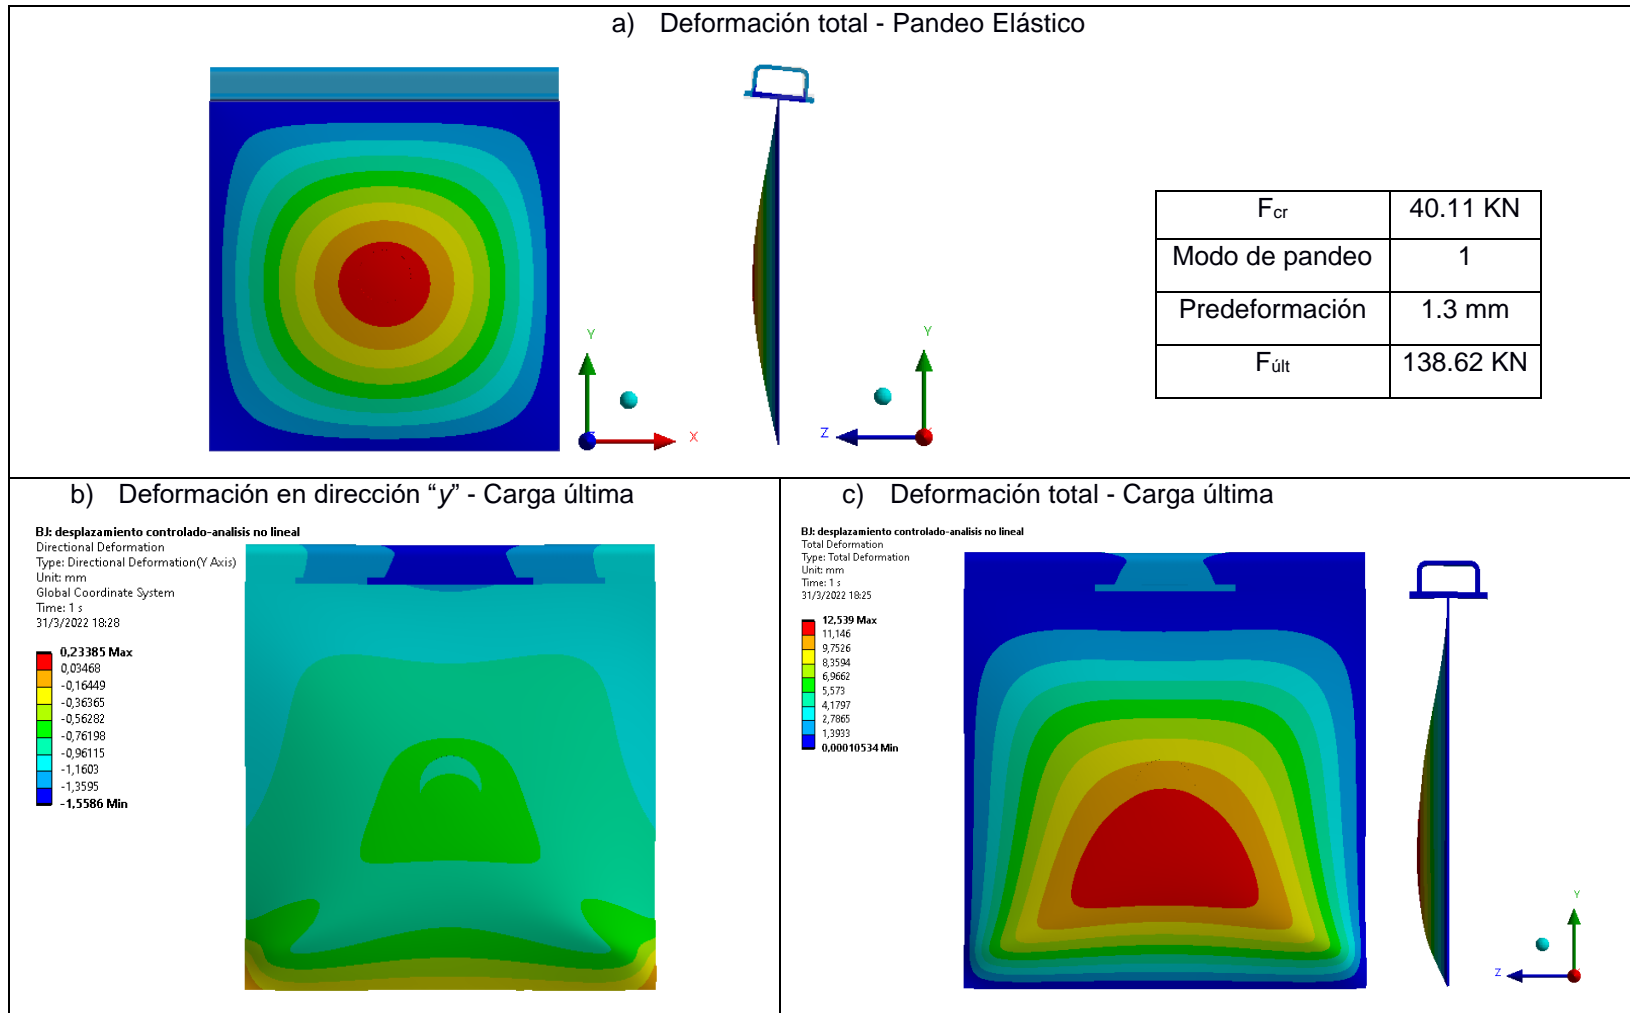 a) Deformación total - Pandeo Elástico
Y
X
Y
Z
Fcr 40.11 KN
Modo de pandeo 1
Predeformación 1.3 mm
Fúlt 138.62 KN
b) Deformación en dirección “y” - Carga última
BJ: desplazamiento controlado-analisis no lineal
Directional Deformation
Type: Directional Deformation(Y Axis)
Unit: mm
Global Coordinate System
Time: 1 s
31/3/2022 18:28
0,23385 Max
0,03468
-0,16449
-0,36365
-0,56282
-0,76198
-0,96115
-1,1603
-1,3595
-1,5586 Min
c) Deformación total - Carga última
BJ: desplazamiento controlado-analisis no lineal
Total Deformation
Type: Total Deformation
Unit: mm
Time: 1 s
31/3/2022 18:25
12,539 Max
11,146
9,7526
8,3594
6,9662
5,573
4,1797
2,7865
1,3933
0,00010534 Min
Y
Z